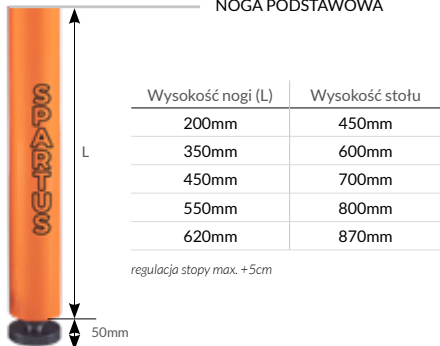 NOGA PODSTAWOWA
SPARTUS
L
Wysokość nogi (L) Wysokość stołu
200mm 450mm
350mm 600mm
450mm 700mm
550mm 800mm
620mm 870mm
regulacja stopy max. +5cm
50mm